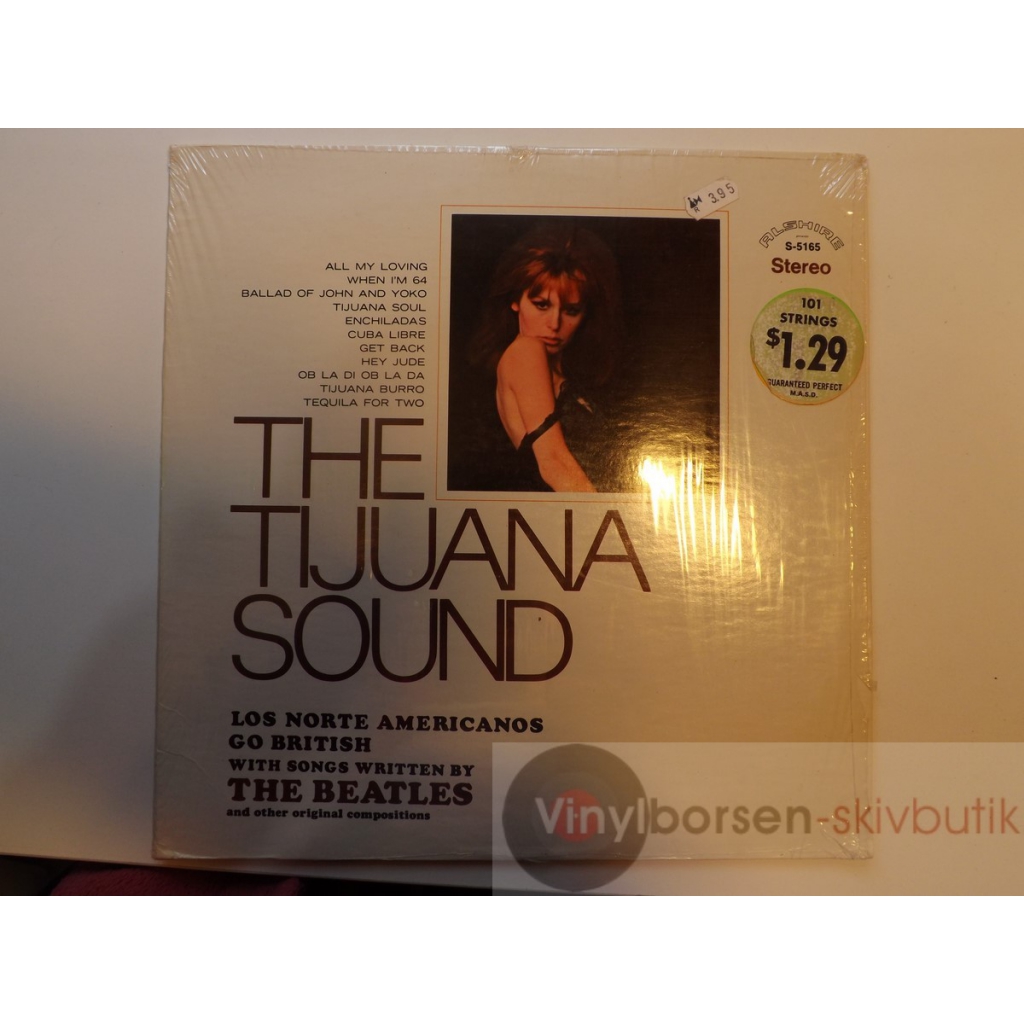 3.95
ALSHIRE
S-5165
Stereo
101
STRINGS
$1.29
GUARANTEED PERFECT
M.A.S.O.
ALL MY LOVING
WHEN I'M 64
BALLAD OF JOHN AND YOKO
TIJUANA SOUL
ENCHILADAS
CUBA LIBRE
GET BACK
HEY JUDE
OB LA DI OB LA DA
TIJUANA BURRO
TEQUILA FOR TWO
THE
TIJUANA
SOUND
LOS NORTE AMERICANOS
GO BRITISH
WITH SONGS WRITTEN BY
THE BEATLES
and other original compositions
Vinylborsen-skivbutik